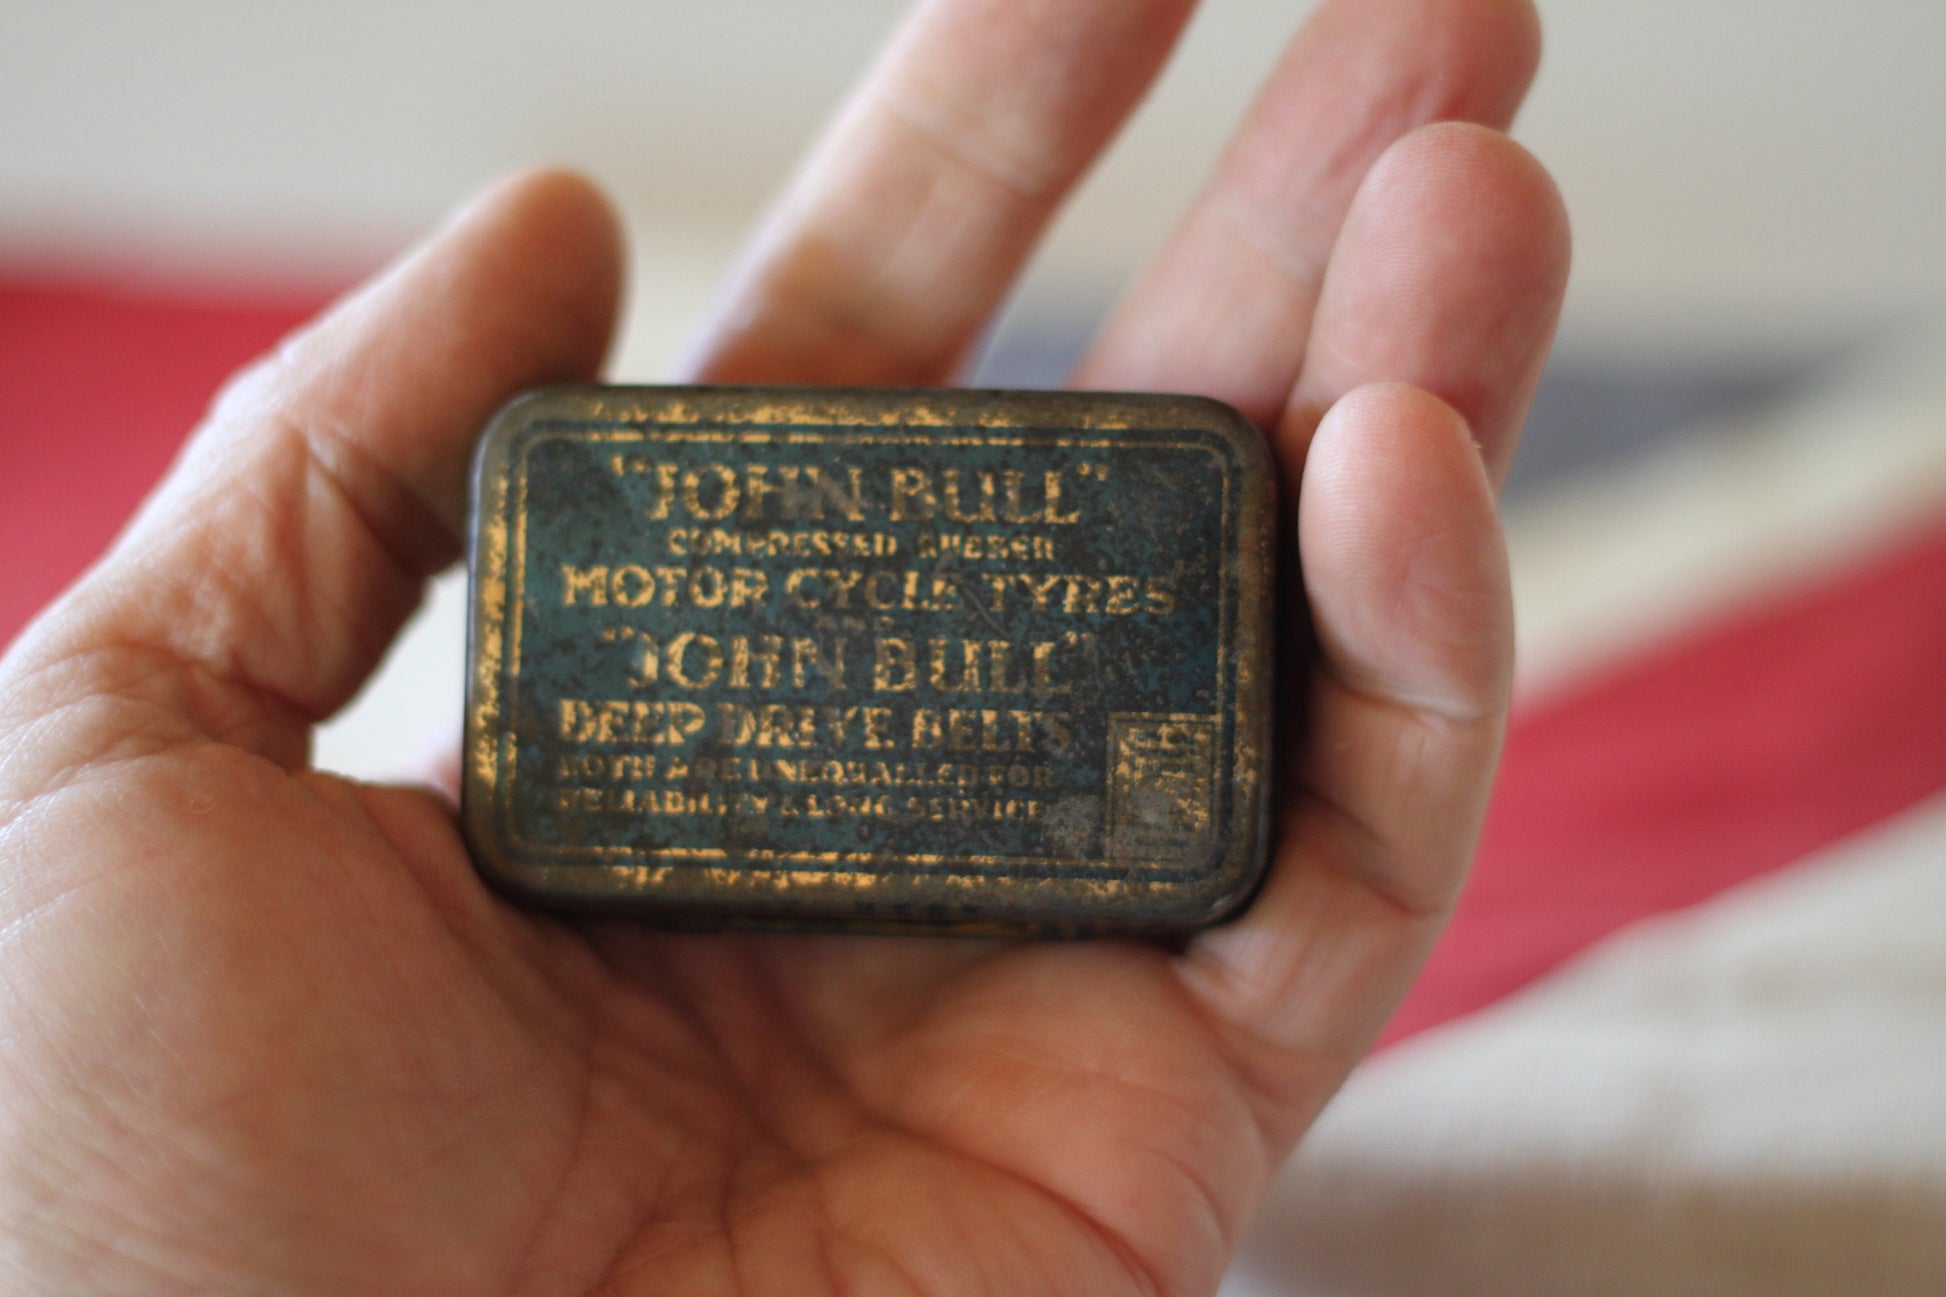 "JOHN BULL"
COMPRESSED RUBBER
MOTOR CYCLE TYRES
AND
"JOHN BULL"
DEEP DRIVE BELTS
BOTH ARE UNEQUALLED FOR
RELIABILITY & LONG SERVICE